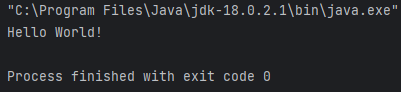 "C:\Program Files\Java\jdk-18.0.2.1\bin\java.exe"
Hello World!
Process finished with exit code 0